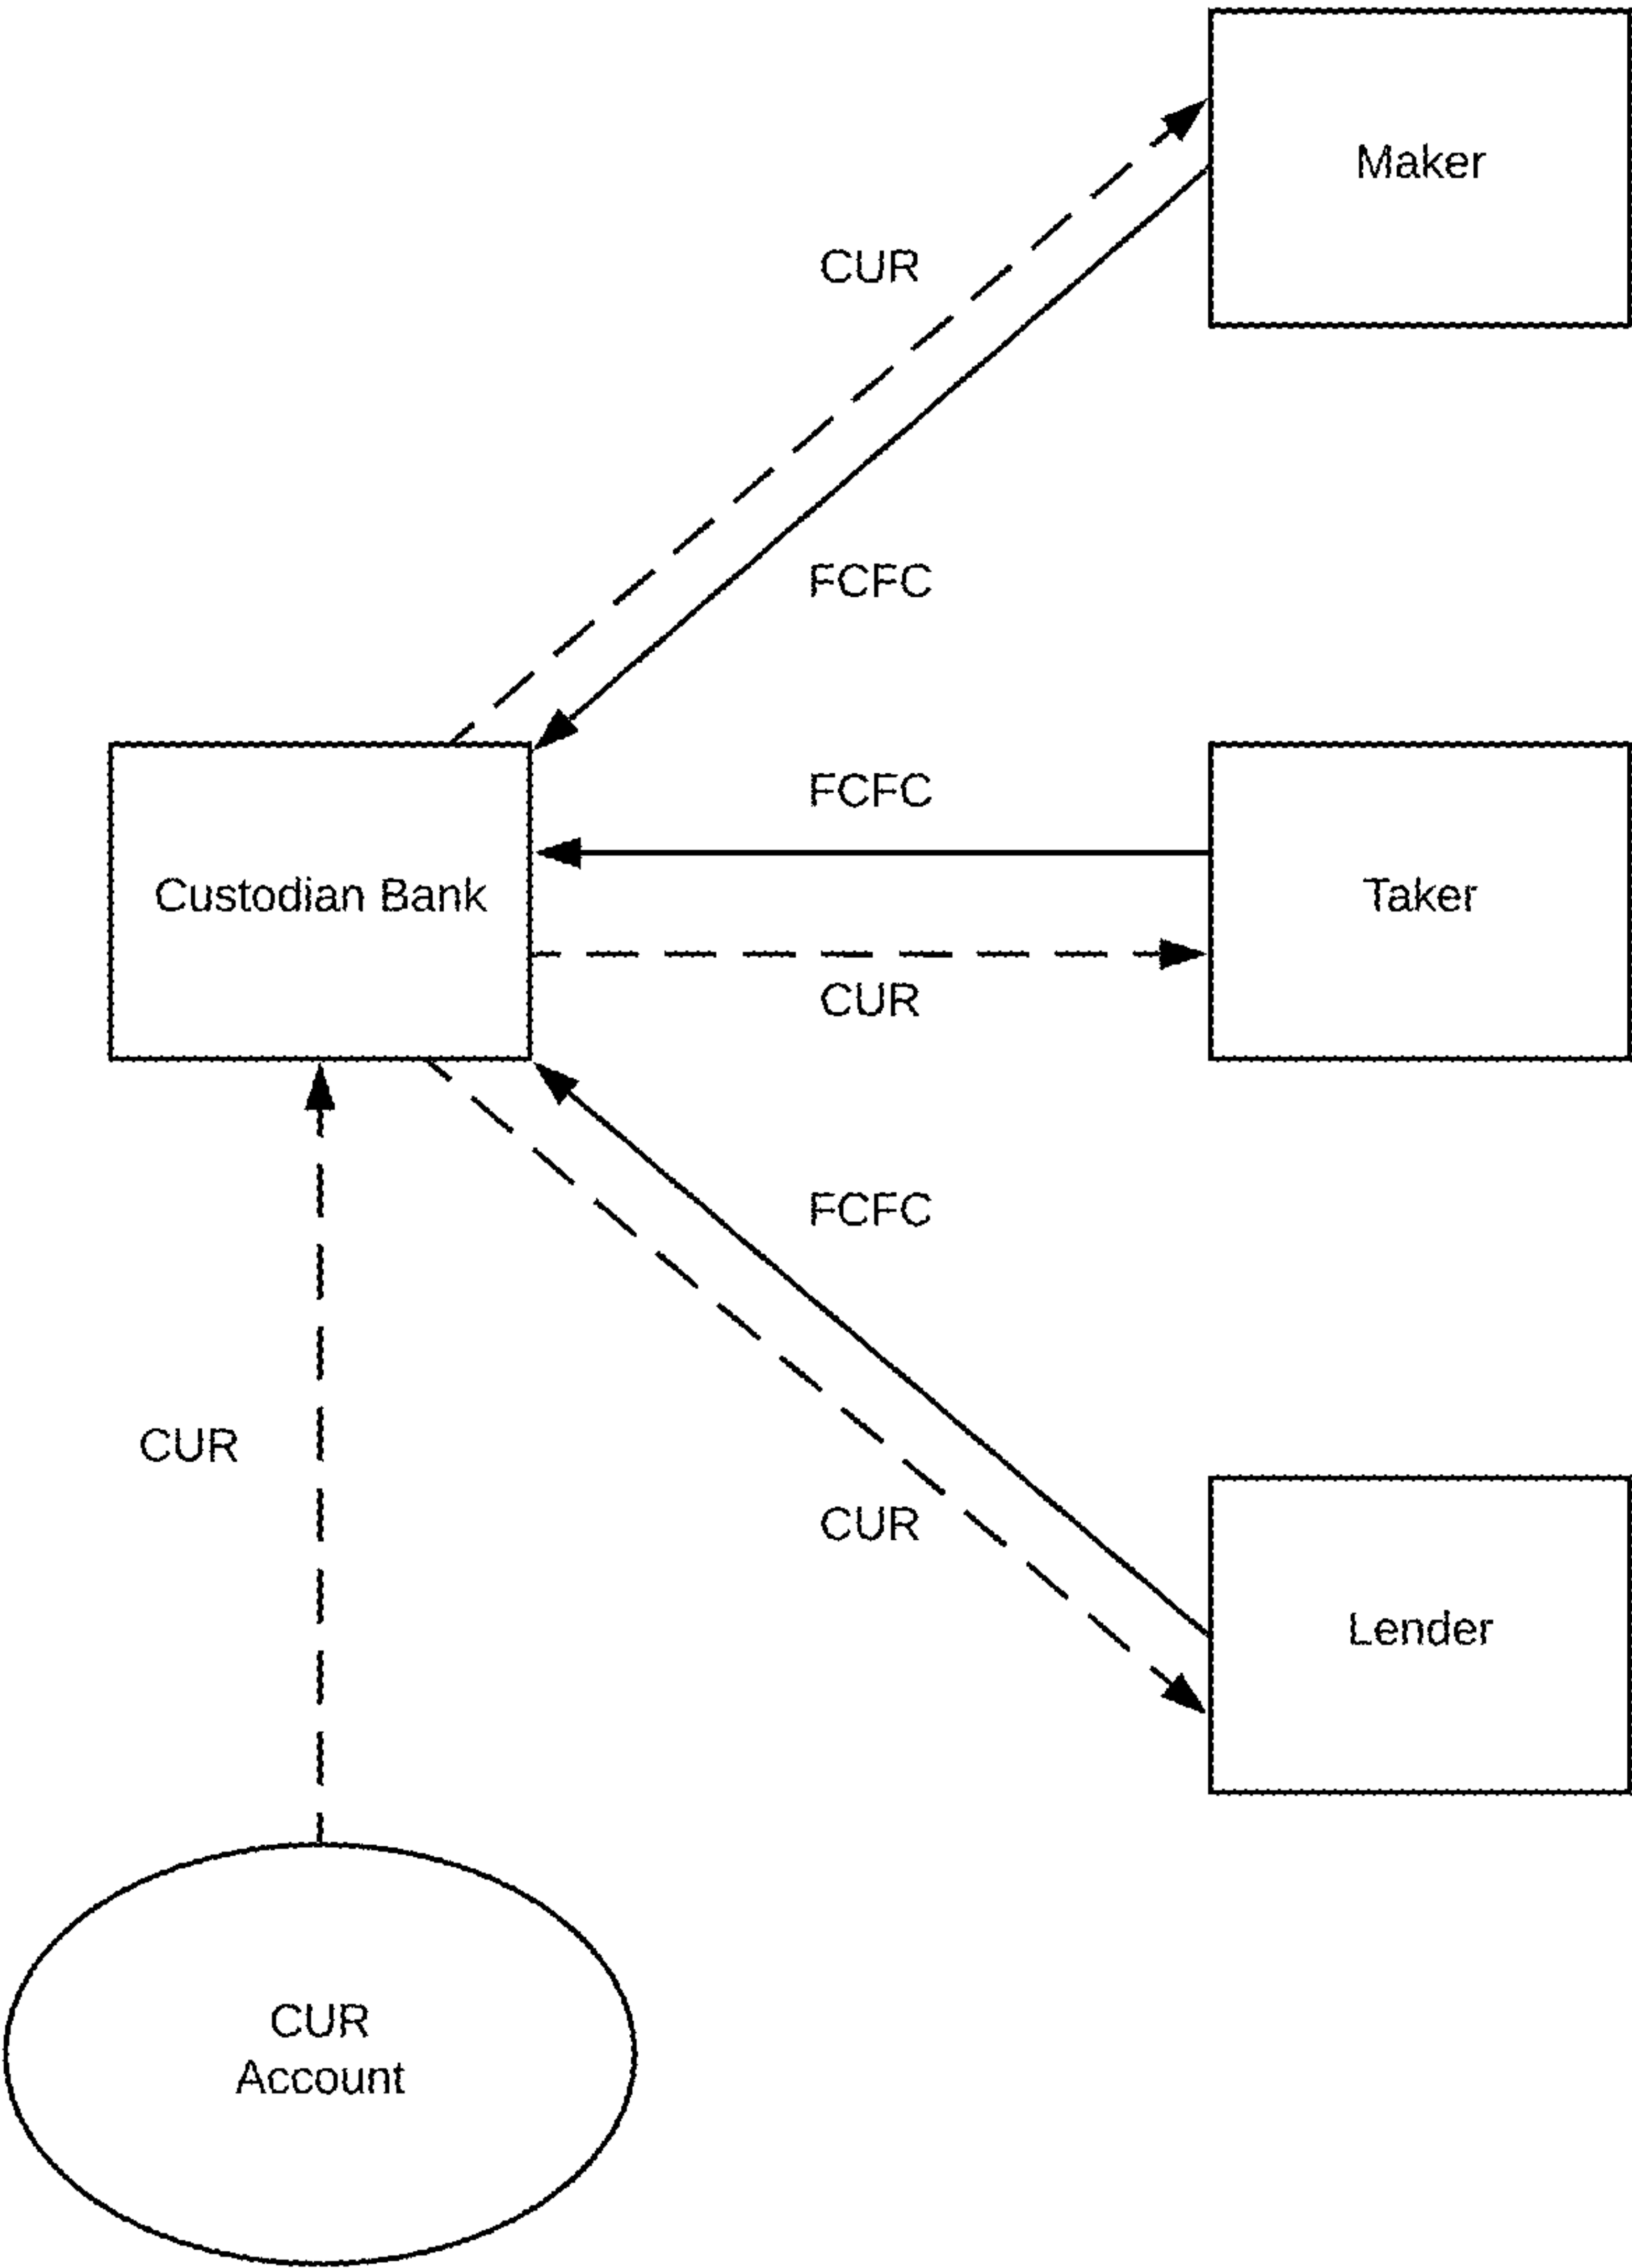 Maker
CUR
FCFC
FCFC
Custodian Bank
Taker
CUR
FCFC
CUR
CUR
Lender
CUR
Account